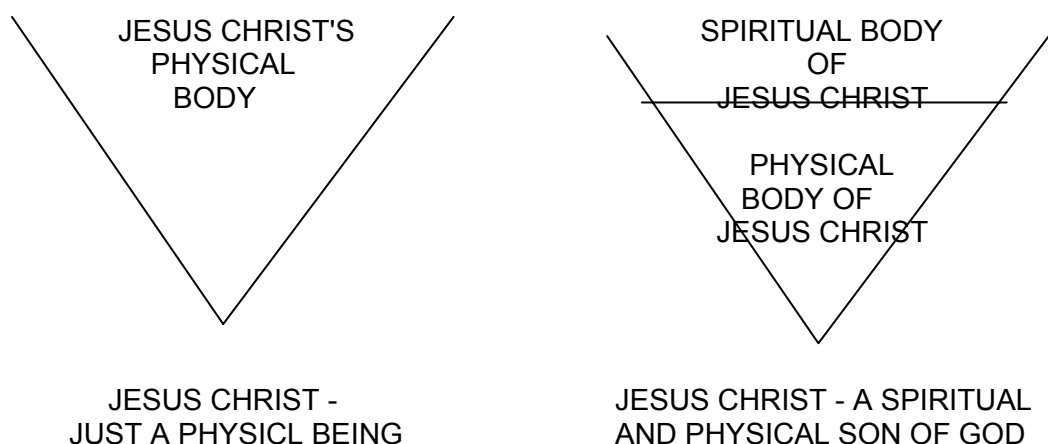 JESUS CHRIST'S
PHYSICAL
BODY
JESUS CHRIST -
JUST A PHYSICL BEING
SPIRITUAL BODY
OF
JESUS CHRIST
PHYSICAL
BODY OF
JESUS CHRIST
JESUS CHRIST - A SPIRITUAL
AND PHYSICAL SON OF GOD